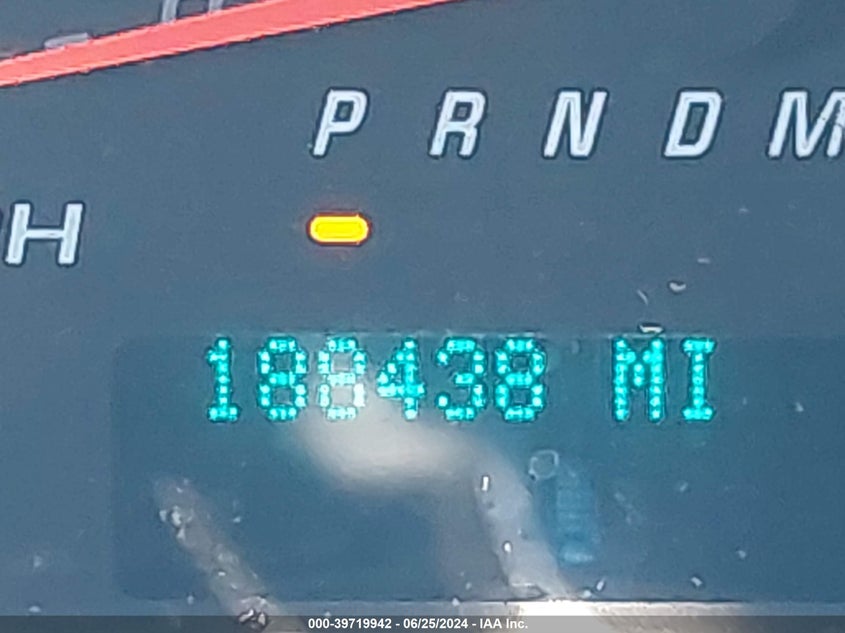 P R N D M
H
188438 MI
000-39719942 - 06/25/2024 - IAA Inc.